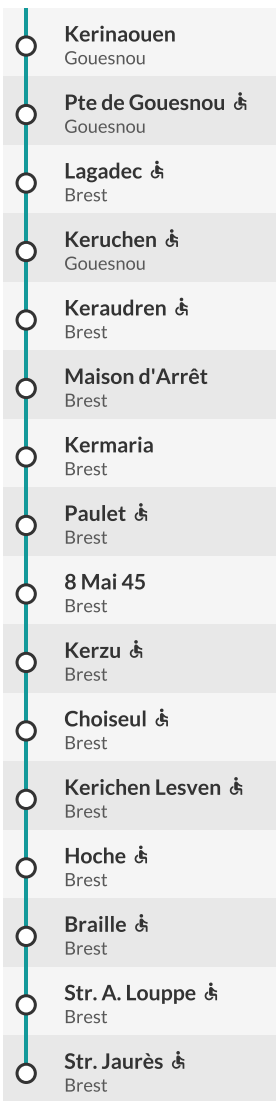 Kerinaouen
Gouesnou
Pte de Gouesnou
Gouesnou
Lagadec
Brest
Keruchen
Gouesnou
Keraudren
Brest
Maison d'Arrêt
Brest
Kermaria
Brest
Paulet
Brest
8 Mai 45
Brest
Kerzu
Brest
Choiseul
Brest
Kerichen Lesven
Brest
Hoche
Brest
Braille
Brest
Str. A. Louppe
Brest
Str. Jaurès
Brest